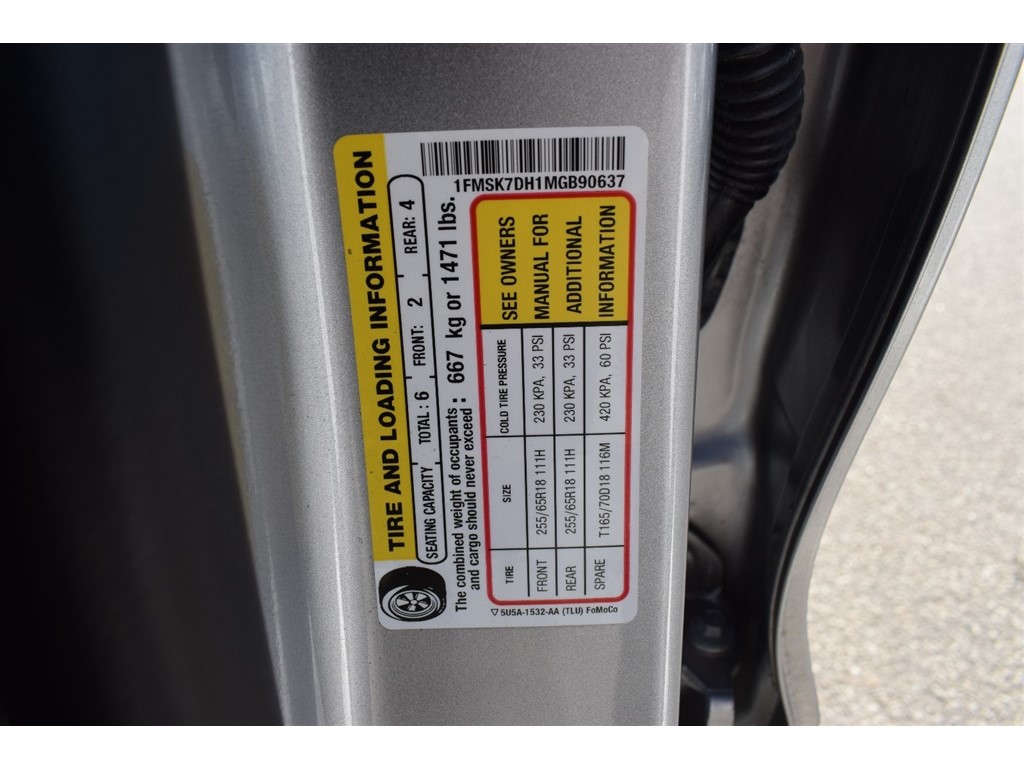 TIRE AND LOADING INFORMATION
SEATING CAPACITY TOTAL : 6 FRONT: 2 REAR: 4
The combined weight of occupants
and cargo should never exceed : 667 kg or 1471 lbs.
1FMSK7DH1MGB90637
TIRE SIZE COLD TIRE PRESSURE
FRONT 255/65R18 111H 230 KPA, 33 PSI
REAR 255/65R18 111H 230 KPA, 33 PSI
SPARE T165/70D18 116M 420 KPA, 60 PSI
SEE OWNERS
MANUAL FOR
ADDITIONAL
INFORMATION
5U5A-1532-AA (TLU) FoMoCo